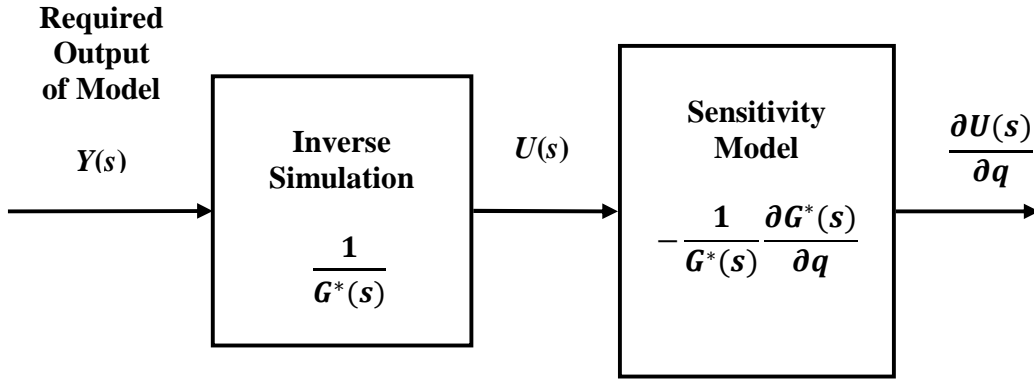 Required
Output
of Model
Y(s)
Inverse
Simulation
1
G*(s)
U(s)
Sensitivity
Model
− 1/G*(s) ∂G*(s)/∂q
∂U(s)
∂q